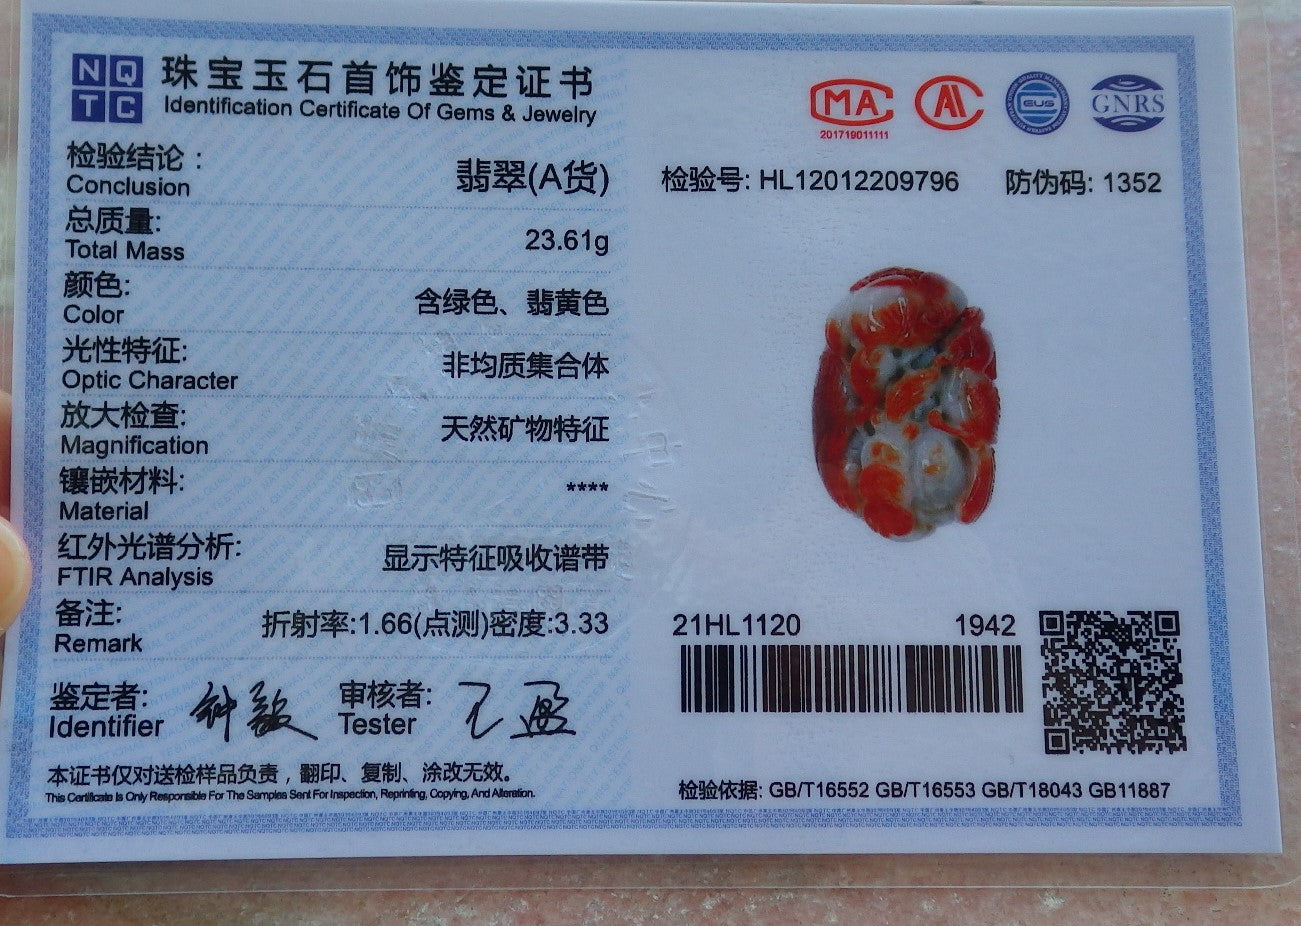 NQ
TC
珠宝玉石首饰鉴定证书
Identification Certificate Of Gems & Jewelry
检验结论：
Conclusion
翡翠(A货)
总质量:
Total Mass
23.61g
颜色:
Color
含绿色、翡黄色
光性特征:
Optic Character
非均质集合体
放大检查:
Magnification
天然矿物特征
镶嵌材料:
Material
****
红外光谱分析:
FTIR Analysis
显示特征吸收谱带
备注:
Remark
折射率:1.66(点测)密度:3.33
鉴定者:
Identifier
审核者:
Tester
本证书仅对送检样品负责，翻印、复制、涂改无效。
This Certificate Is Only Responsible For The Samples Sent For Inspection, Reprinting, Copying, And Alteration.
MA
201719011111
EUS
GNRS
检验号: HL12012209796
防伪码: 1352
21HL1120
1942
检验依据: GB/T16552 GB/T16553 GB/T18043 GB11887